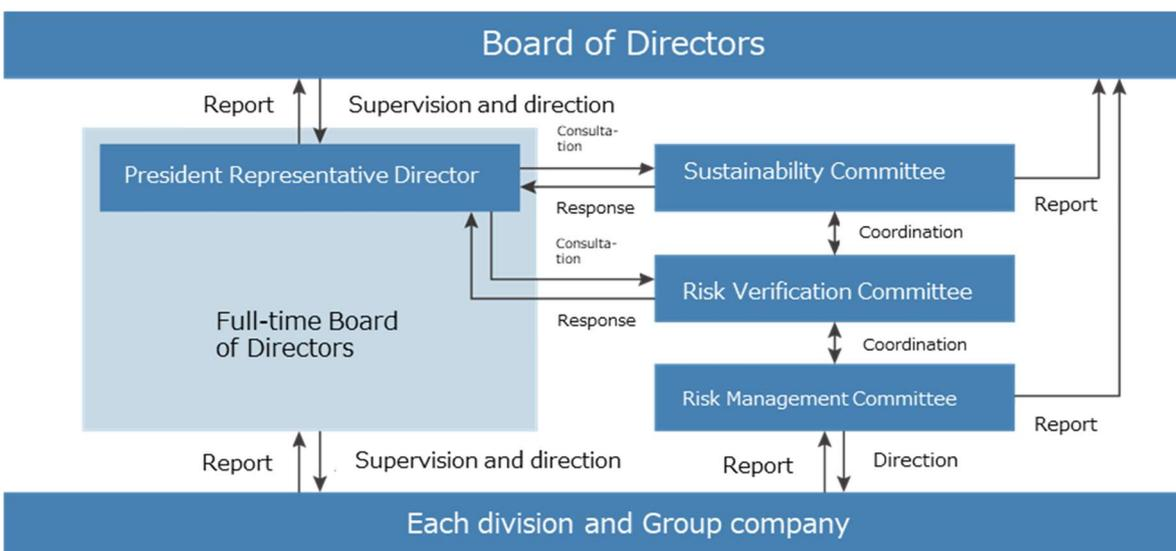 Board of Directors
Report
Supervision and direction
Consulta-
tion
President Representative Director
Sustainability Committee
Response
Report
Coordination
Consulta-
tion
Risk Verification Committee
Full-time Board
of Directors
Response
Coordination
Risk Management Committee
Report
Report
Supervision and direction
Report
Direction
Each division and Group company